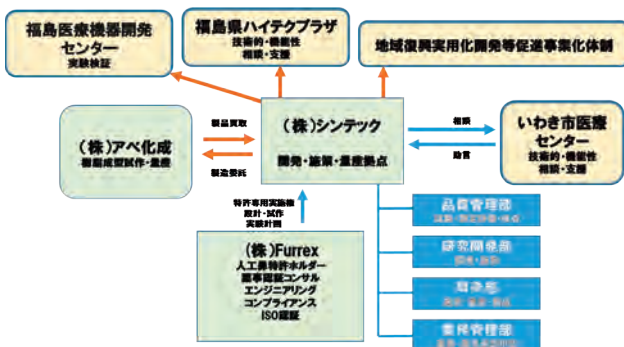 福島医療機器開発
センター
実験検証
福島県ハイテクプラザ
技術的・機能性
相談・支援
地域復興実用化開発等促進事業化体制
(株)アベ化成
樹脂成型試作・量産
製品買取
製造委託
(株)シンテック
開発・施策・量産拠点
相談
助言
いわき市医療
センター
技術的・機能性
相談・支援
特許専用実施権
設計・試作
実験計画
(株)Furrex
人工鼻特許ホルダー
薬事認証コンサル
エンジニアリング
コンプライアンス
ISO認証
品質管理部
研究開発部
業務管理部